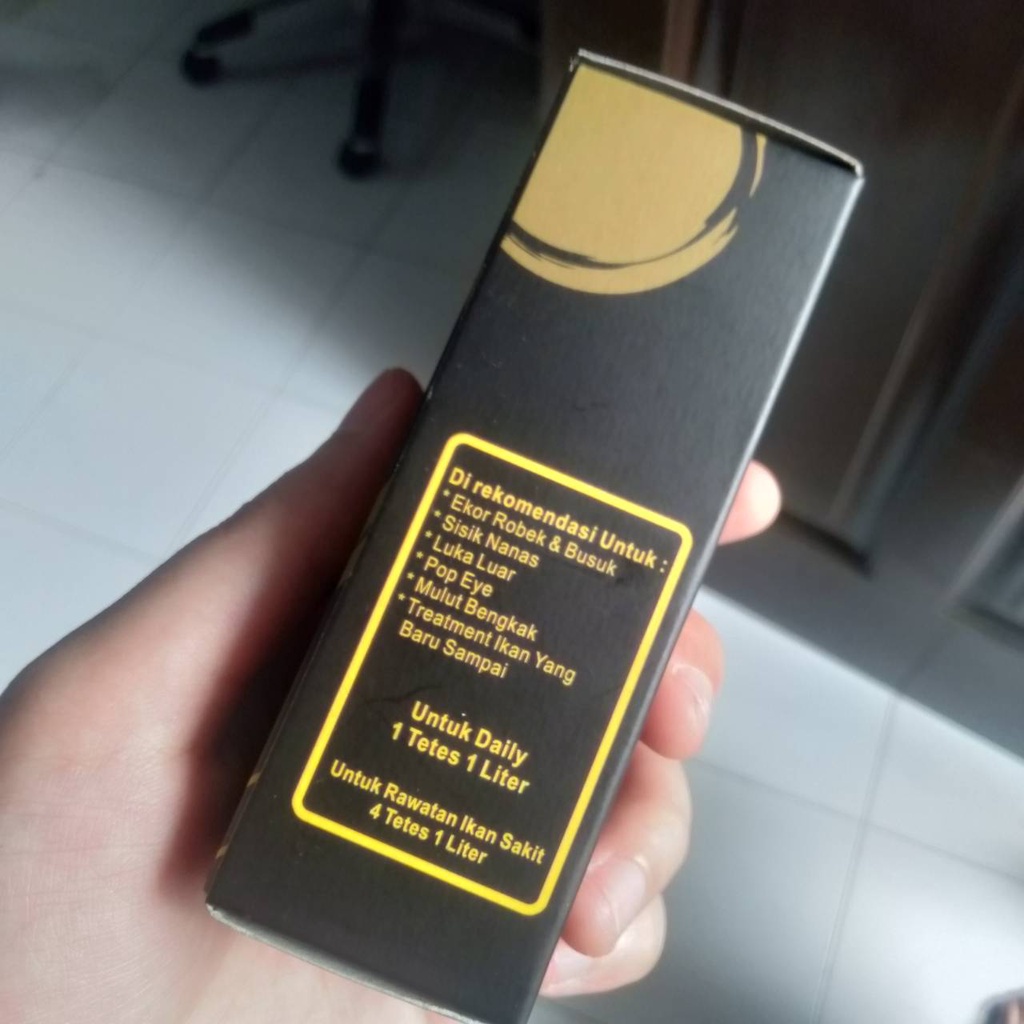 Di rekomendasi Untuk :
* Ekor Robek & Busuk
* Sisik Nanas
* Luka Luar
* Pop Eye
* Mulut Bengkak
* Treatment Ikan Yang
Baru Sampai
Untuk Daily
1 Tetes 1 Liter
Untuk Rawatan Ikan Sakit
4 Tetes 1 Liter